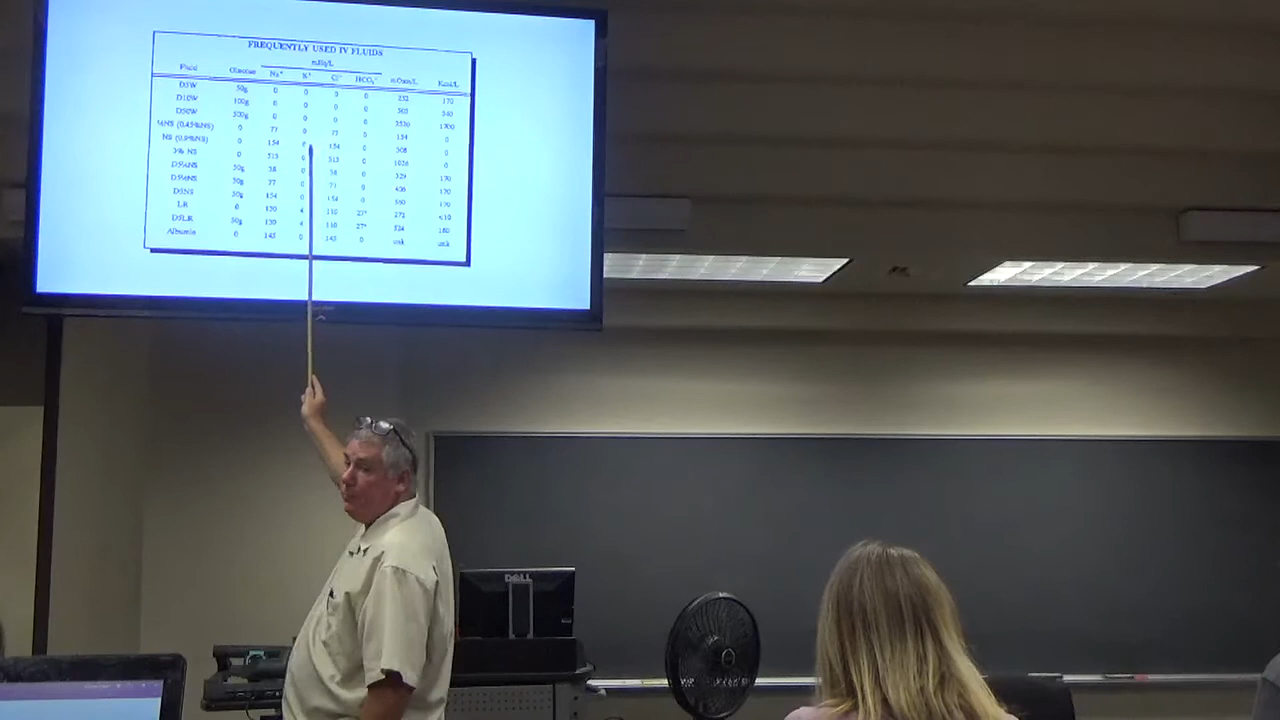 FREQUENTLY USED IV FLUIDS
mEq/L
Fluid Glucose Na⁺ K⁺ Cl⁻ HCO₃⁻ mOsm/L Kcal/L
D5W 50g 0 0 0 0 252 170
D10W 100g 0 0 0 0 505 340
D50W 500g 0 0 0 0 2520 1700
½NS (0.45%NS) 0 77 0 77 0 154 0
NS (0.9%NS) 0 154 0 154 0 308 0
3% NS 0 513 0 513 0 1026 0
D5¼NS 50g 38 0 38 0 329 170
D5½NS 50g 77 0 0 406 170
D5NS 50g 154 0 154 0 560 170
LR 0 130 4 110 27* 272 <10
D5LR 50g 130 4 110 27* 524 180
Albumin 0 145 0 145 0 unk unk
DELL